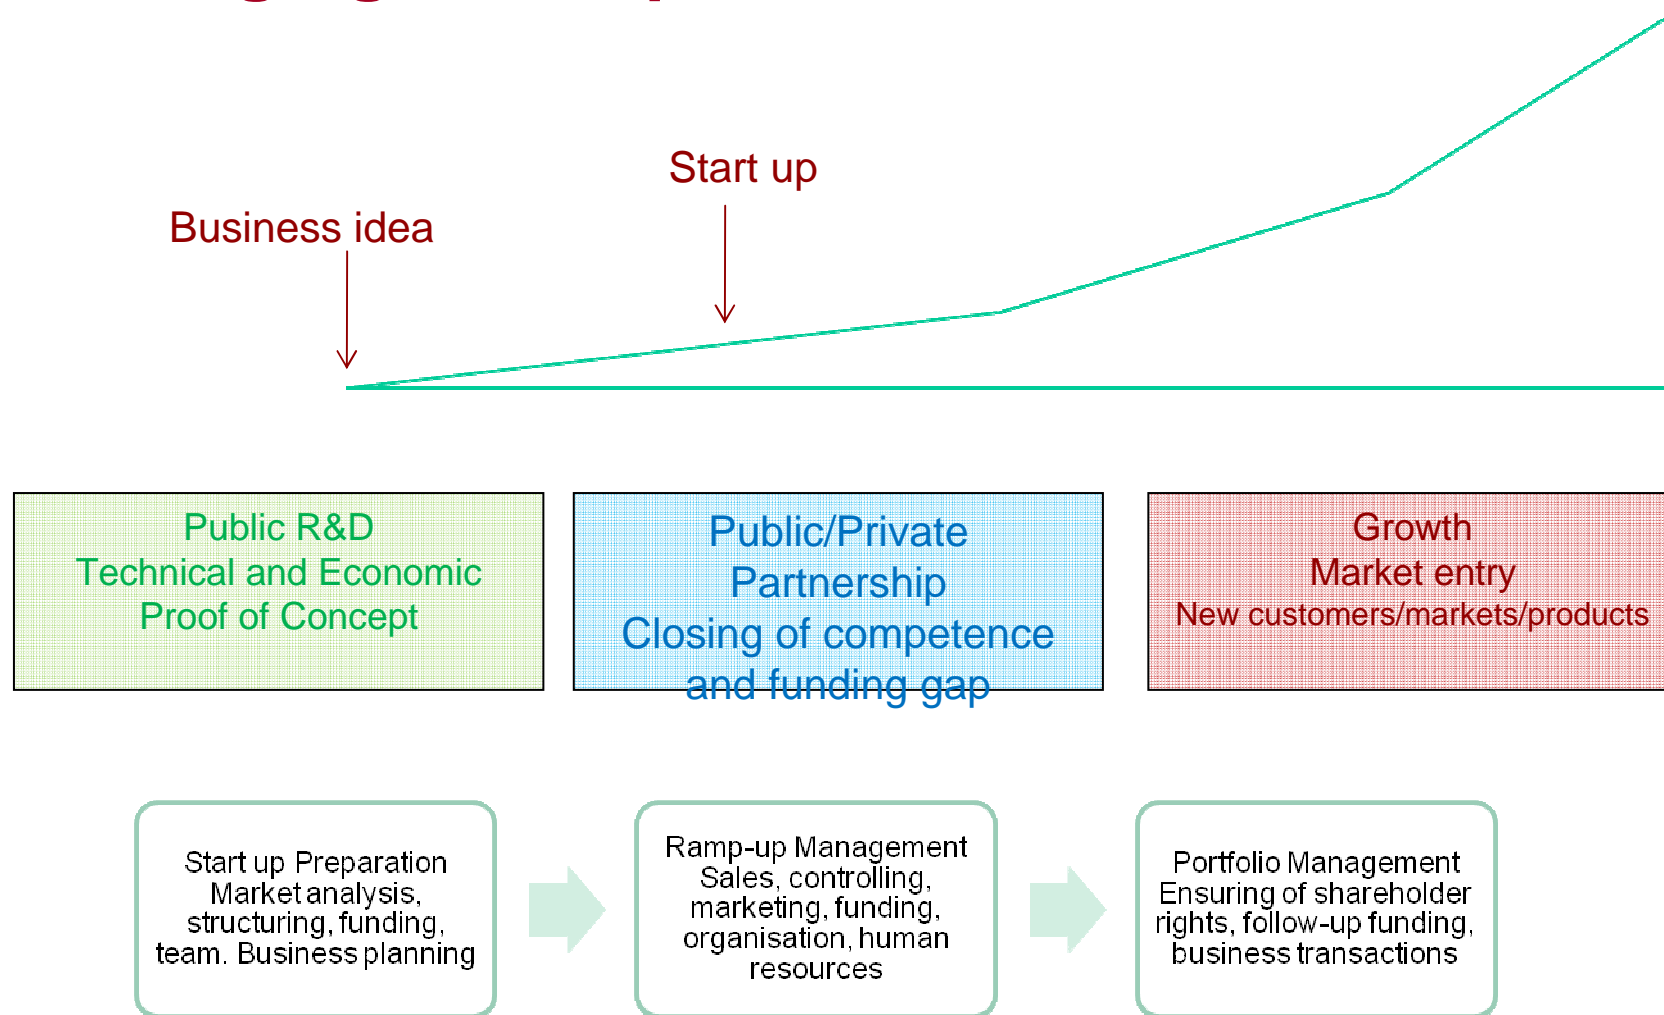 Start up
Business idea
Public R&D
Technical and Economic
Proof of Concept
Public/Private
Partnership
Closing of competence
and funding gap
Growth
Market entry
New customers/markets/products
Start up Preparation
Market analysis,
structuring, funding,
team. Business planning
Ramp-up Management
Sales, controlling,
marketing, funding,
organisation, human
resources
Portfolio Management
Ensuring of shareholder
rights, follow-up funding,
business transactions